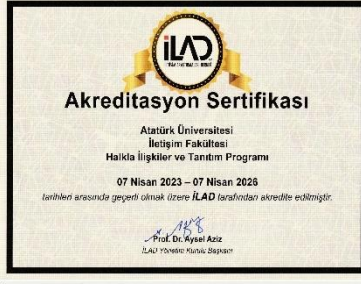 iLAD
Akreditasyon Sertifikası
Atatürk Üniversitesi
İletişim Fakültesi
Halkla İlişkiler ve Tanıtım Programı
07 Nisan 2023 – 07 Nisan 2026
tarihleri arasında geçerli olmak üzere İLAD tarafından akredite edilmiştir.
Prof. Dr. Aysel Aziz
İLAD Yönetim Kurulu Başkanı